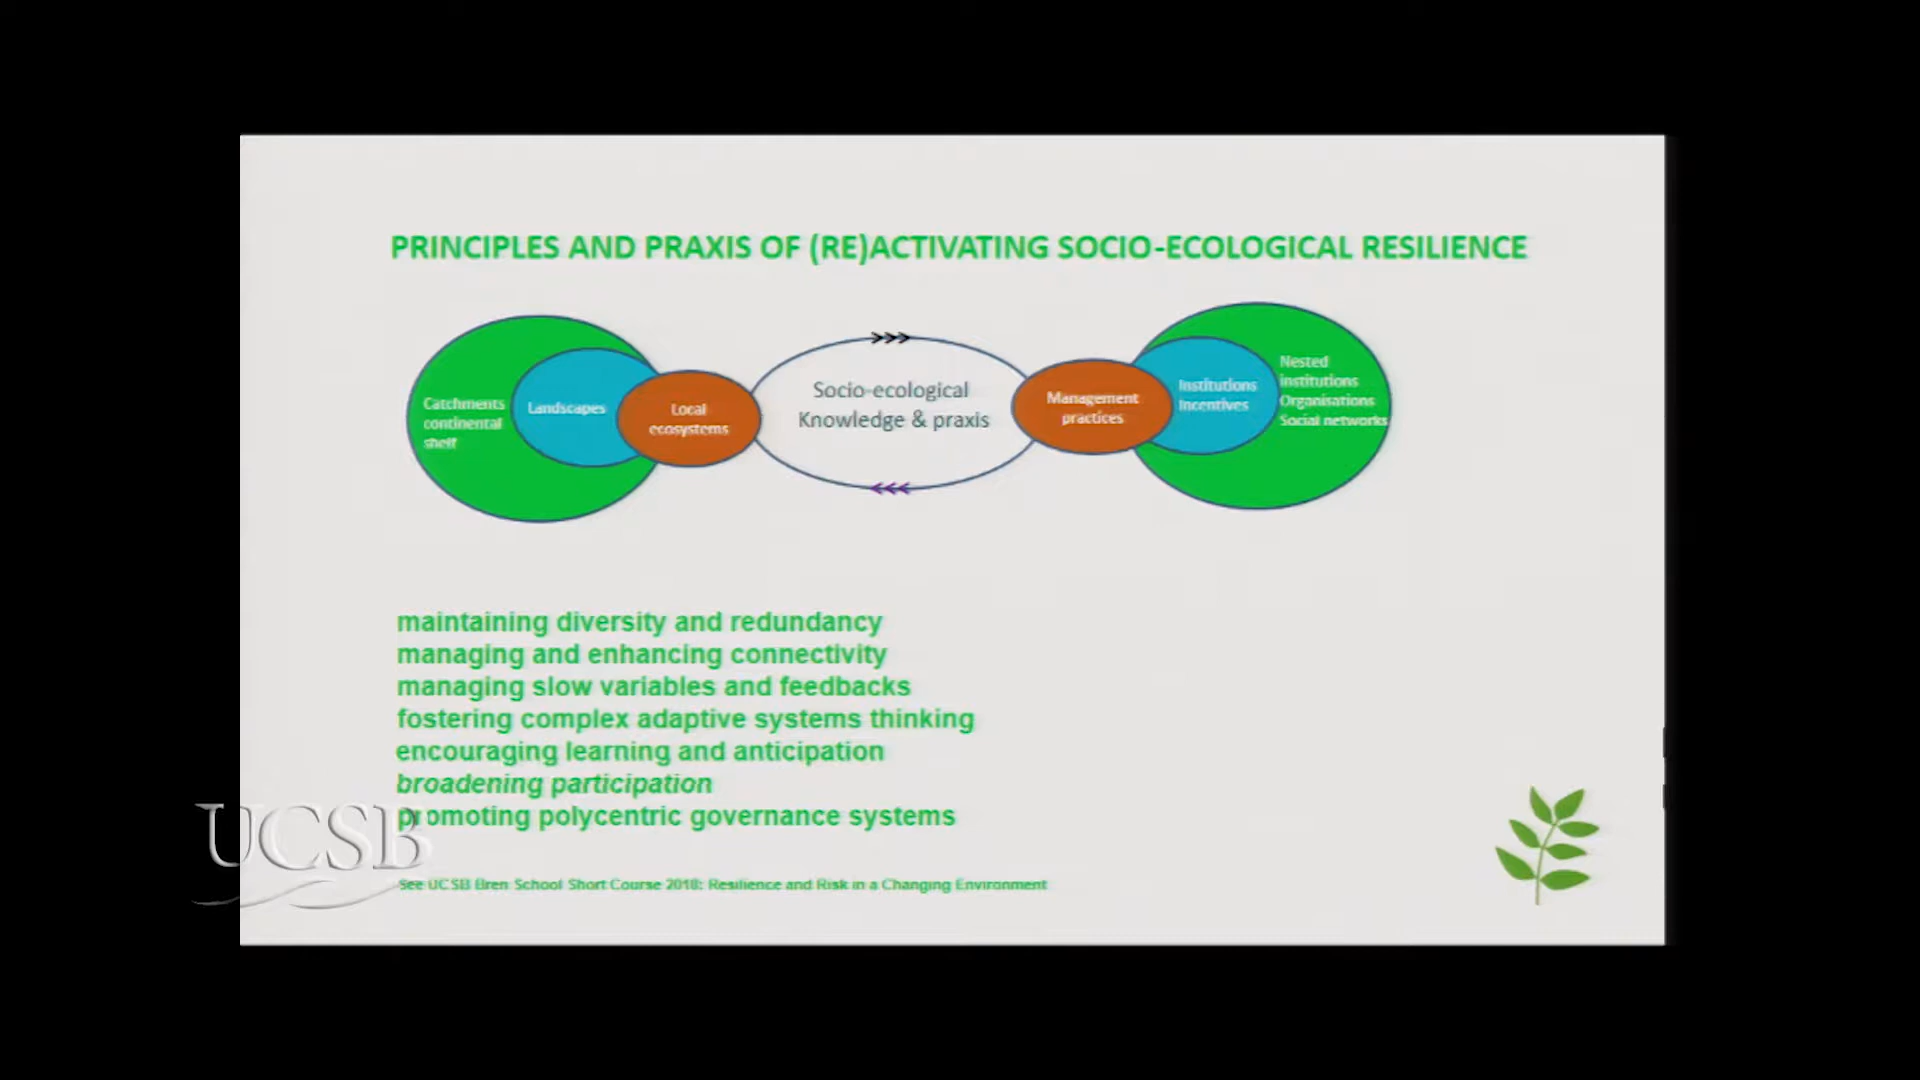 PRINCIPLES AND PRAXIS OF (RE)ACTIVATING SOCIO-ECOLOGICAL RESILIENCE
Catchments
continental
shelf
Landscapes
Local
ecosystems
Socio-ecological
Knowledge & praxis
Management
practices
Institutions
Incentives
Nested
institutions
Organisations
Social networks
maintaining diversity and redundancy
managing and enhancing connectivity
managing slow variables and feedbacks
fostering complex adaptive systems thinking
encouraging learning and anticipation
broadening participation
promoting polycentric governance systems
UCSB
See UCSB Bren School Short Course 2018: Resilience and Risk in a Changing Environment